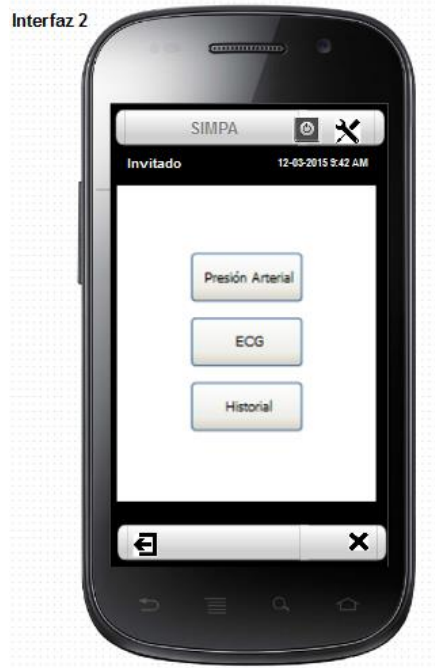 Interfaz 2
SIMPA
Invitado 12-03-2015 9:42 AM
Presión Arterial
ECG
Historial